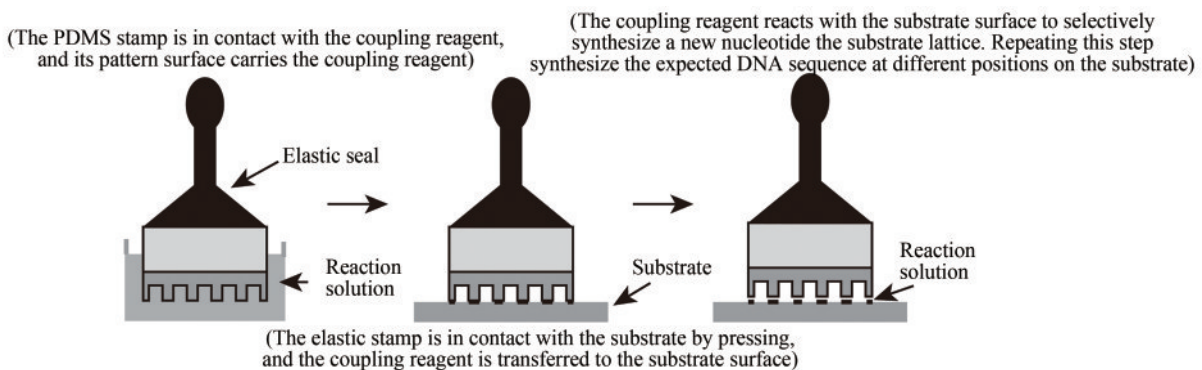 (The PDMS stamp is in contact with the coupling reagent,
and its pattern surface carries the coupling reagent)
(The coupling reagent reacts with the substrate surface to selectively
synthesize a new nucleotide the substrate lattice. Repeating this step
synthesize the expected DNA sequence at different positions on the substrate)
Elastic seal
Reaction
solution
Substrate
Reaction
solution
(The elastic stamp is in contact with the substrate by pressing,
and the coupling reagent is transferred to the substrate surface)